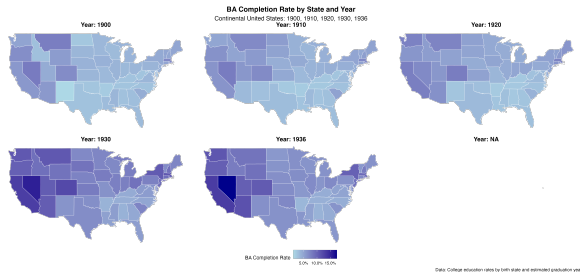 BA Completion Rate by State and Year
Continental United States: 1900, 1910, 1920, 1930, 1936
Year: 1900
Year: 1910
Year: 1920
Year: 1930
Year: 1936
Year: NA
BA Completion Rate
5.0% 10.0% 15.0%
Data: College education rates by birth state and estimated graduation yea